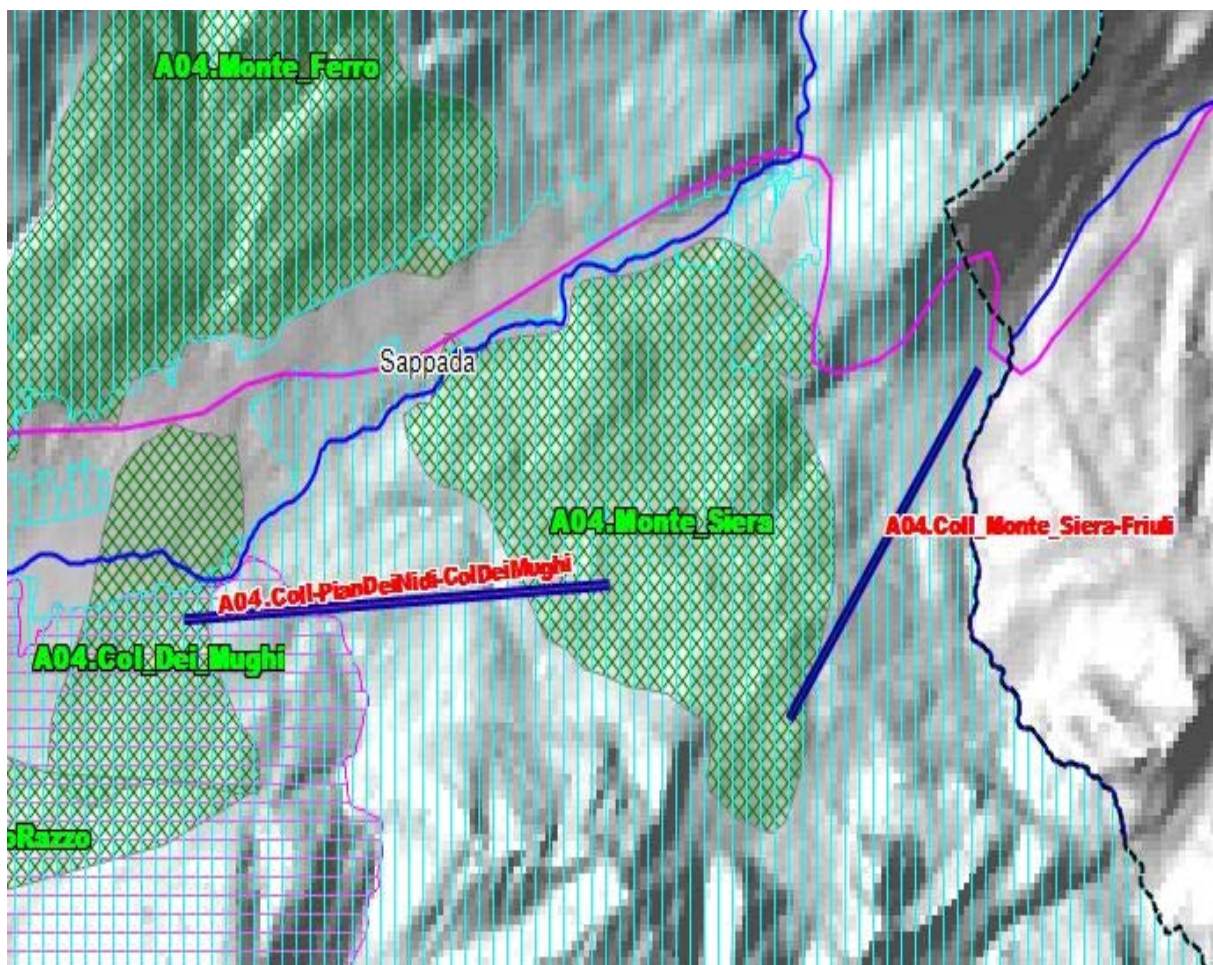 A04.Monte_Ferro
Sappada
A04.Monte_Siera
A04.Coll_Monte_Siera-Friuli
A04.Coll-PianDeiNidi-ColDeiMughi
A04.Col_Dei_Mughi
oRazzo